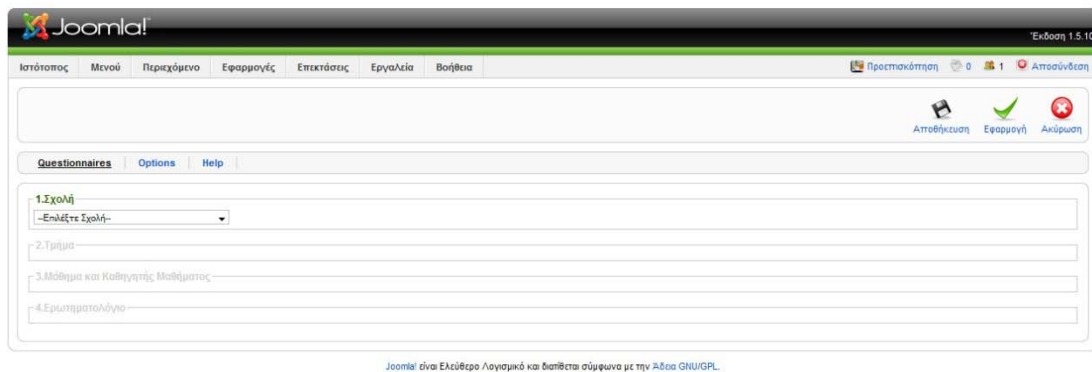 Joomla!
Έκδοση 1.5.10
Ιστότοπος Μενού Περιεχόμενο Εφαρμογές Επεκτάσεις Εργαλεία Βοήθεια Προεπισκόπηση 0 1 Αποσύνδεση
Αποθήκευση Εφαρμογή Ακύρωση
Questionnaires Options Help
1.Σχολή
--Επιλέξτε Σχολή--
2.Τμήμα
3.Μάθημα και Καθηγητής Μαθήματος
4.Ερωτηματολόγιο
Joomla! είναι Ελεύθερο Λογισμικό και διατίθεται σύμφωνα με την Άδεια GNU/GPL.